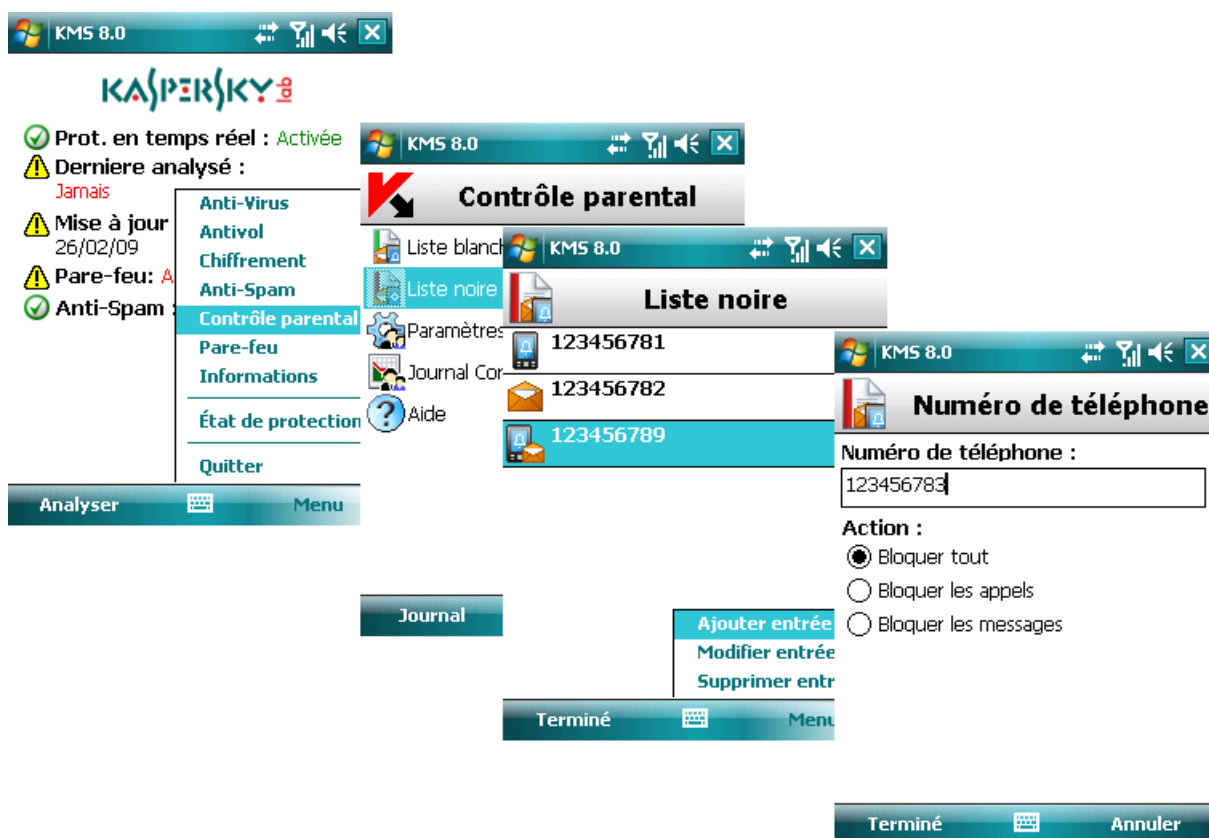 KMS 8.0
KASPERSKY lab
Prot. en temps réel : Activée
Derniere analysé :
Jamais
Mise à jour
26/02/09
Pare-feu: A
Anti-Spam :
Anti-Virus
Antivol
Chiffrement
Anti-Spam
Contrôle parental
Pare-feu
Informations
État de protection
Quitter
Analyser
Menu
KMS 8.0
Contrôle parental
Liste blanch
Liste noire
Paramètres
Journal Cor
Aide
Journal
KMS 8.0
Liste noire
123456781
123456782
123456789
Ajouter entrée
Modifier entrée
Supprimer entr
Terminé
Menu
KMS 8.0
Numéro de téléphone
Numéro de téléphone :
123456783
Action :
Bloquer tout
Bloquer les appels
Bloquer les messages
Terminé
Annuler